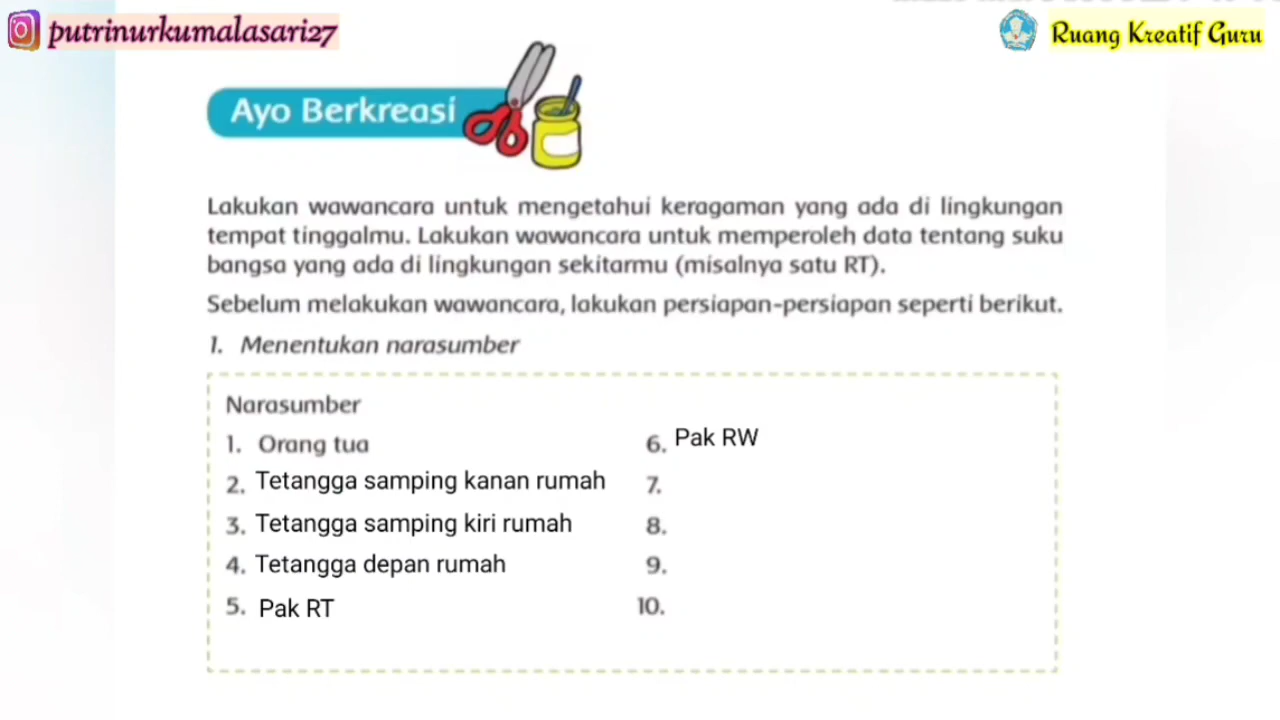 putrinurkumalasari27
Ruang Kreatif Guru
Ayo Berkreasi
Lakukan wawancara untuk mengetahui keragaman yang ada di lingkungan
tempat tinggalmu. Lakukan wawancara untuk memperoleh data tentang suku
bangsa yang ada di lingkungan sekitarmu (misalnya satu RT).
Sebelum melakukan wawancara, lakukan persiapan-persiapan seperti berikut.
1. Menentukan narasumber
Narasumber
1. Orang tua
2. Tetangga samping kanan rumah
3. Tetangga samping kiri rumah
4. Tetangga depan rumah
5. Pak RT
6. Pak RW
7.
8.
9.
10.